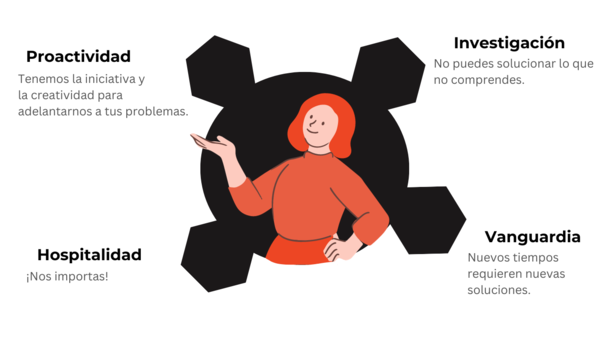 Proactividad
Tenemos la iniciativa y
la creatividad para
adelantarnos a tus problemas.
Investigación
No puedes solucionar lo que
no comprendes.
Hospitalidad
¡Nos importas!
Vanguardia
Nuevos tiempos
requieren nuevas
soluciones.